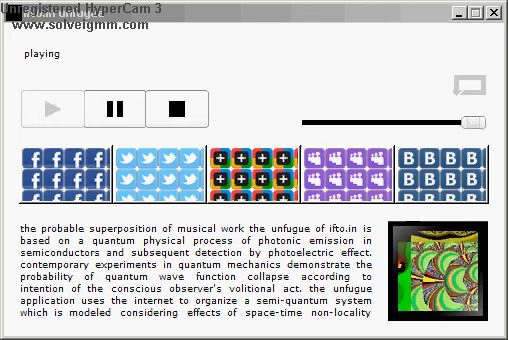 Unregistered HyperCam 3
ifto.in unfugue
www.solveigmm.com
playing
f f f f
B B B B
f f f f
B B B B
the probable superposition of musical work the unfugue of ifto.in is
based on a quantum physical process of photonic emission in
semiconductors and subsequent detection by photoelectric effect.
contemporary experiments in quantum mechanics demonstrate the
probability of quantum wave function collapse according to
intention of the conscious observer's volitional act. the unfugue
application uses the internet to organize a semi-quantum system
which is modeled considering effects of space-time non-locality